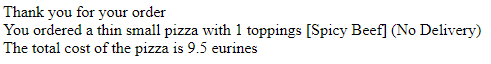 Thank you for your order
You ordered a thin small pizza with 1 toppings [Spicy Beef] (No Delivery)
The total cost of the pizza is 9.5 eurines